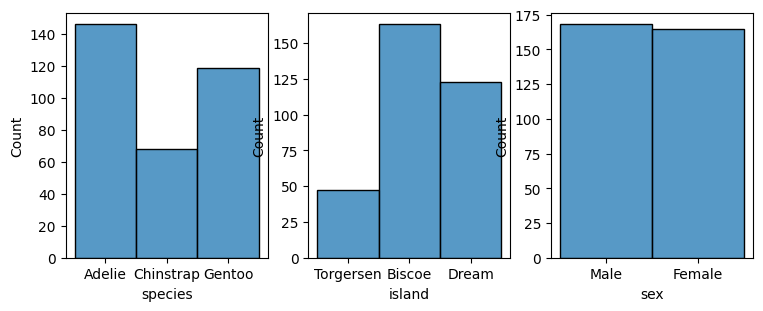 140
120
100
80
60
40
20
0
Count
Adelie Chinstrap Gentoo
species
150
125
100
75
50
25
0
Count
Torgersen Biscoe Dream
island
175
150
125
100
75
50
25
0
Count
Male Female
sex